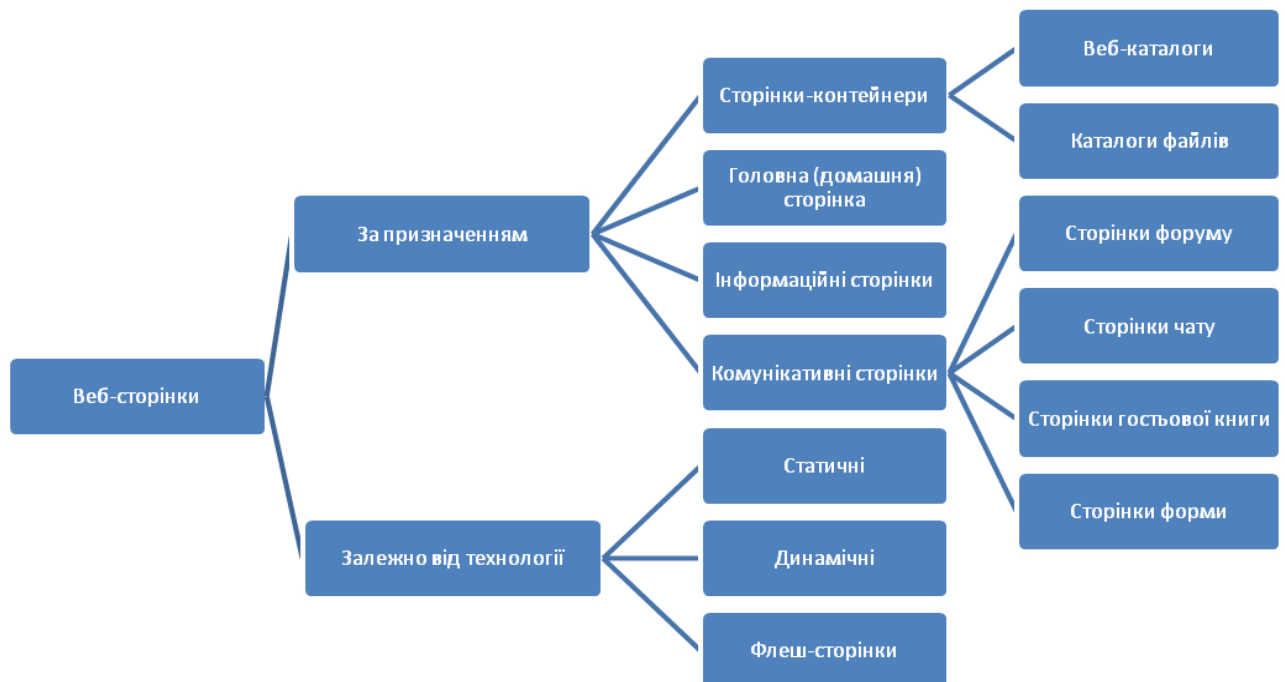 Веб-сторінки
За призначенням
Сторінки-контейнери
Веб-каталоги
Каталоги файлів
Головна (домашня)
сторінка
Інформаційні сторінки
Комунікативні сторінки
Сторінки форуму
Сторінки чату
Сторінки гостьової книги
Сторінки форми
Залежно від технології
Статичні
Динамічні
Флеш-сторінки